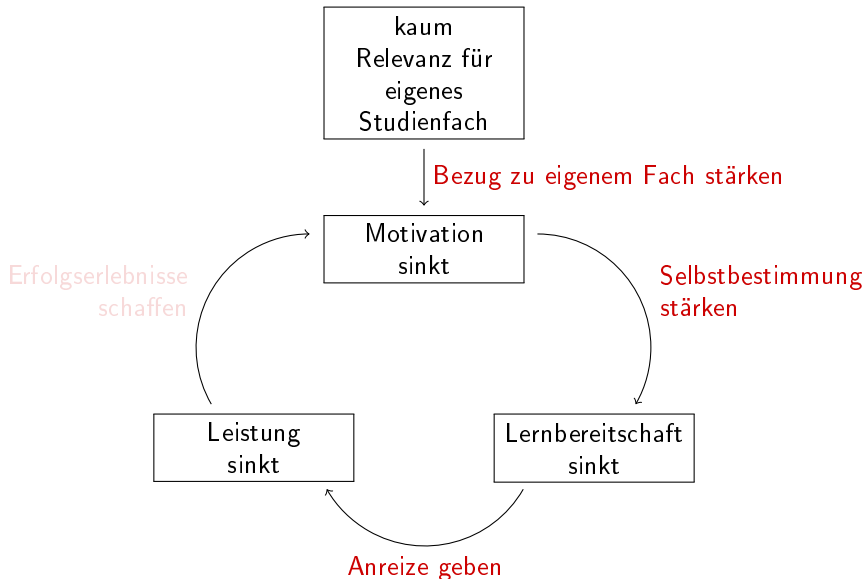 kaum
Relevanz für
eigenes
Studienfach
Bezug zu eigenem Fach stärken
Motivation
sinkt
Erfolgserlebnisse
schaffen
Selbstbestimmung
stärken
Leistung
sinkt
Lernbereitschaft
sinkt
Anreize geben